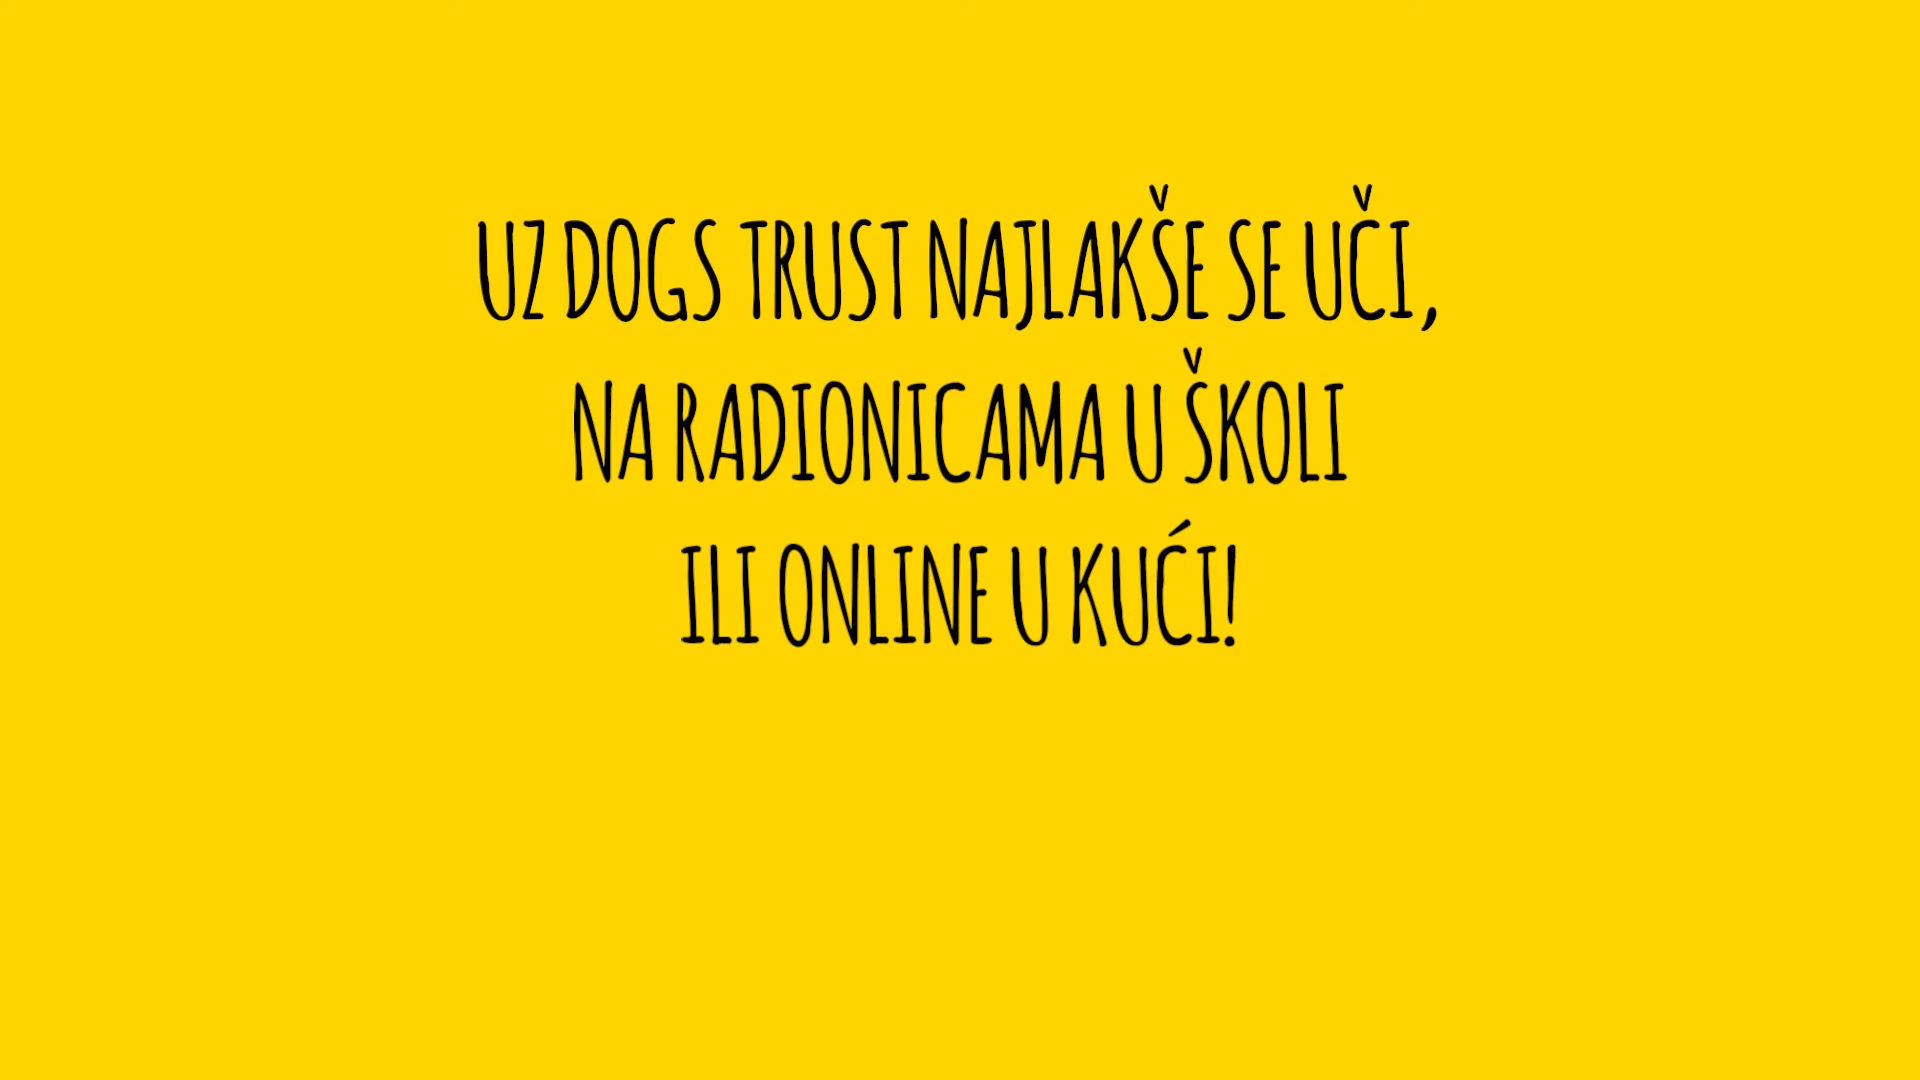 UZ DOGS TRUST NAJLAKŠE SE UČI,
NA RADIONICAMA U ŠKOLI
ILI ONLINE U KUĆI!